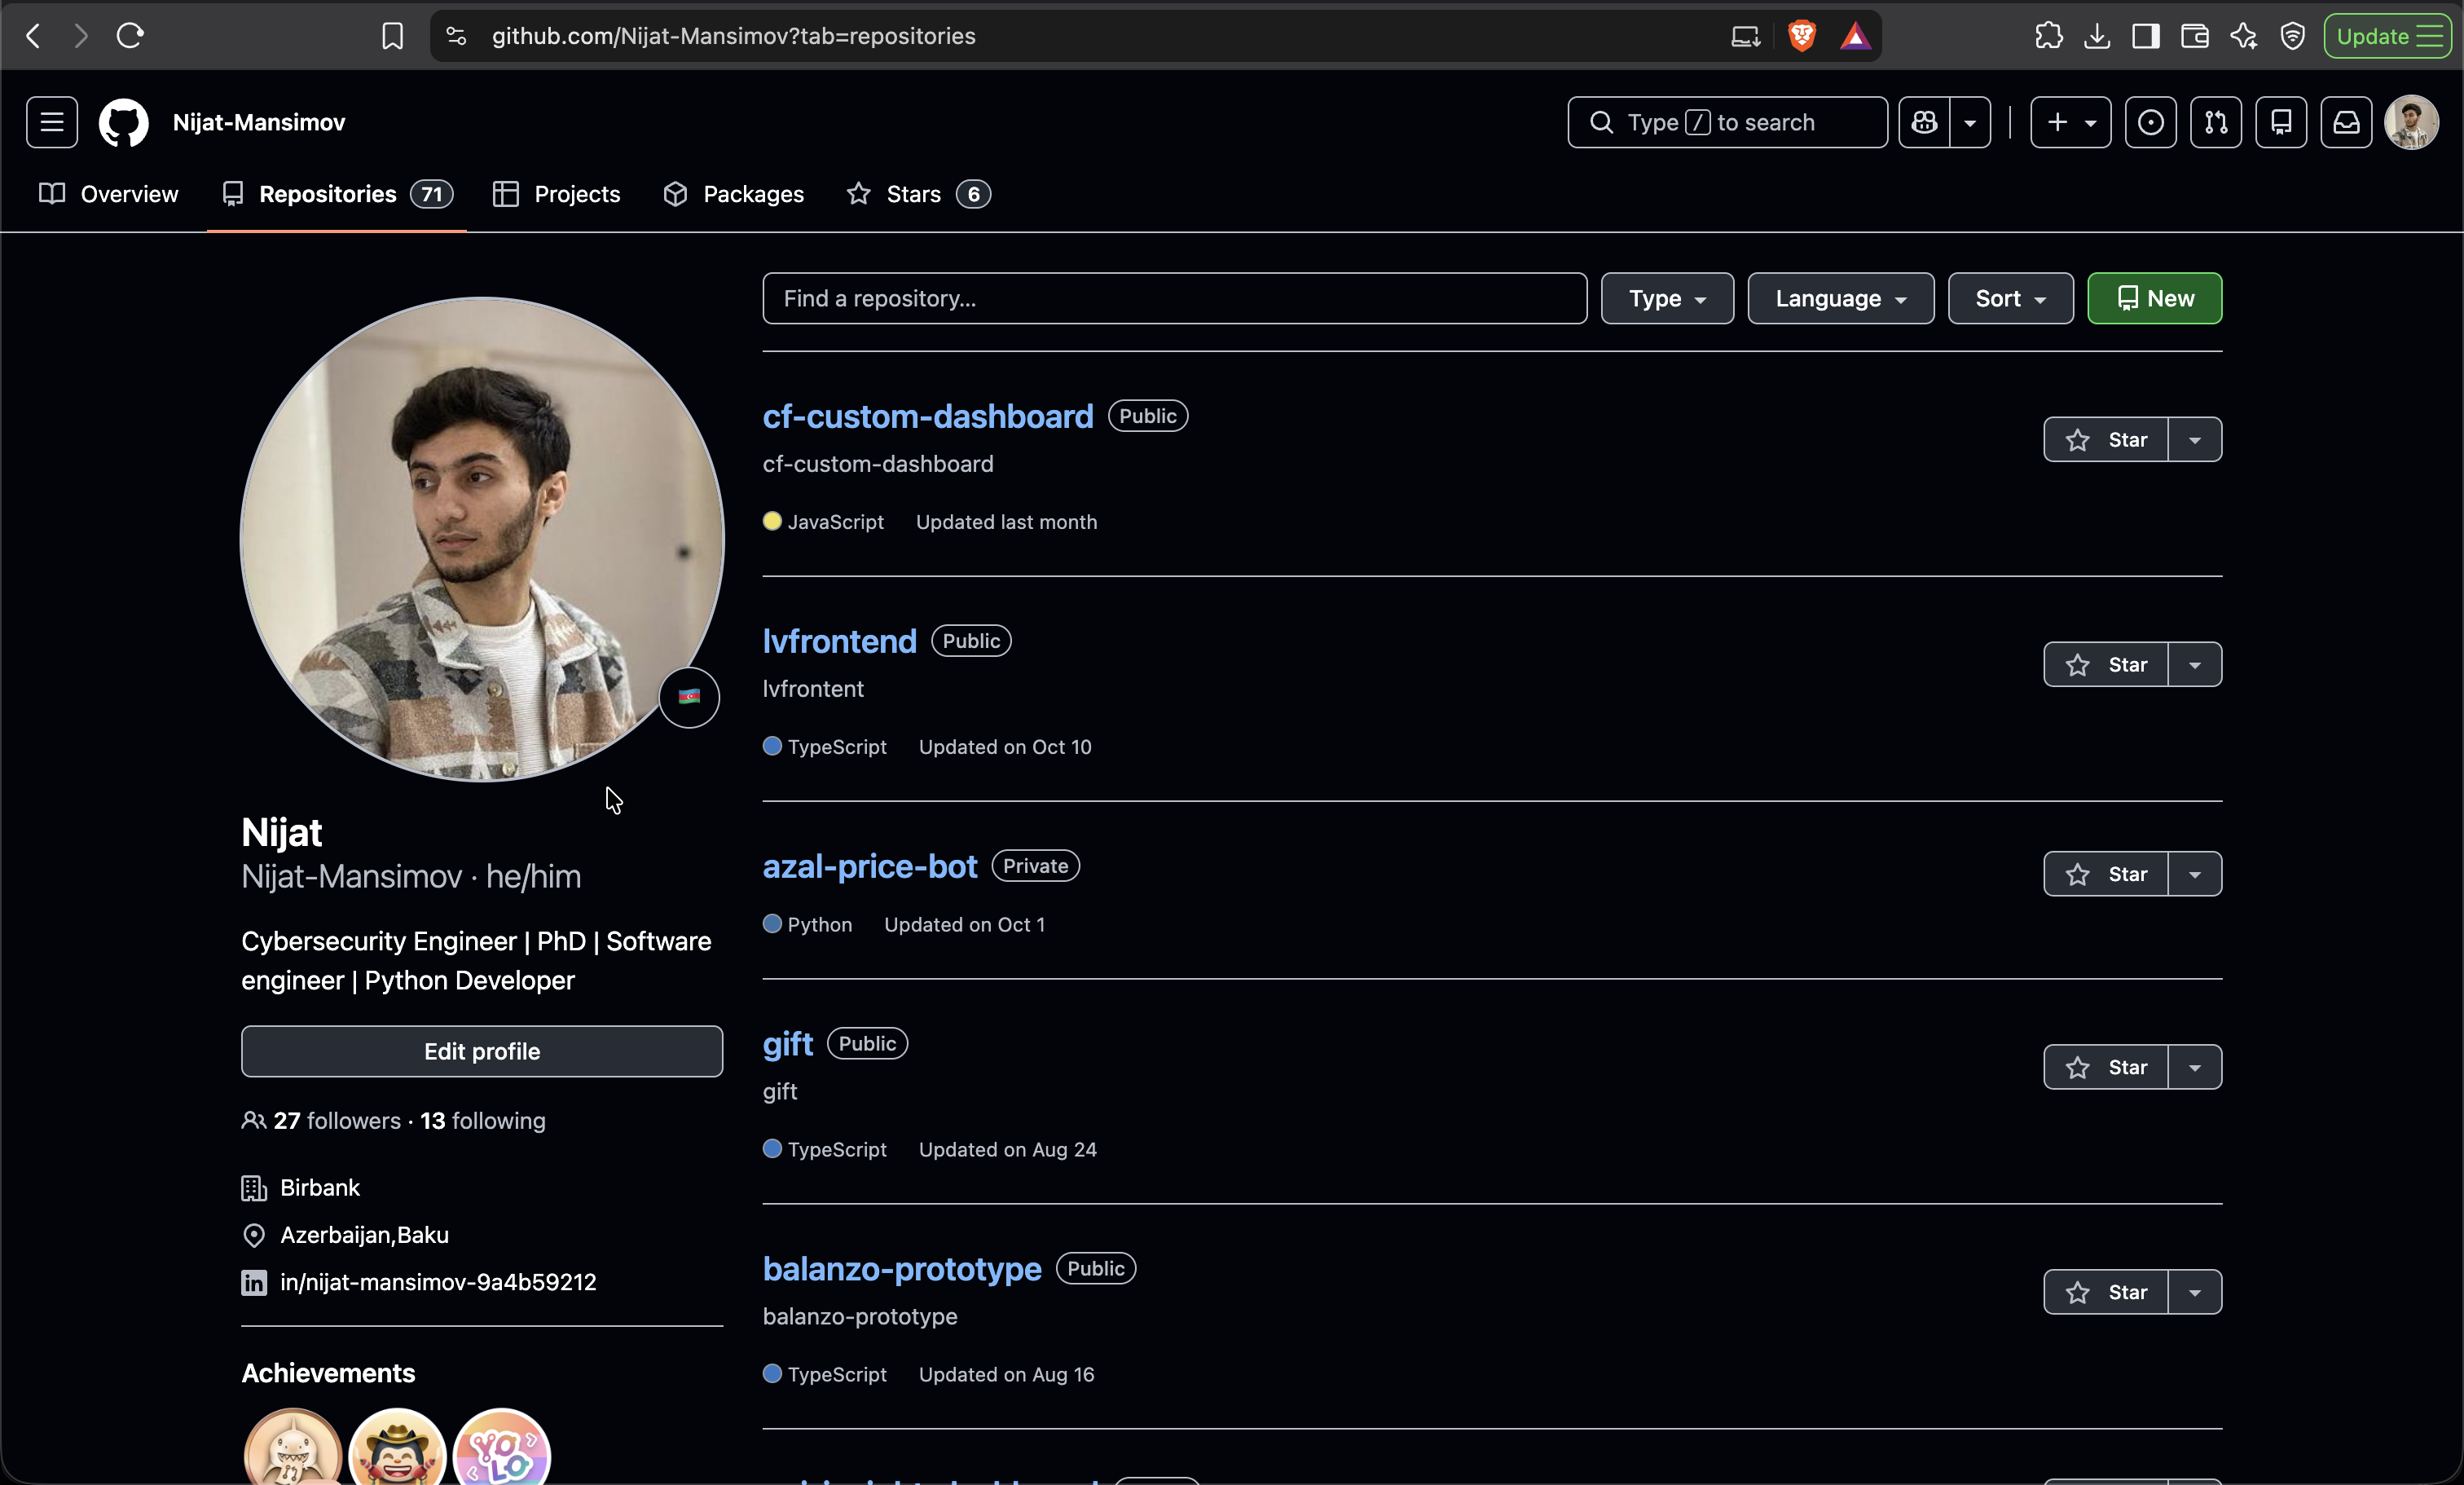 github.com/Nijat-Mansimov?tab=repositories
Update
Nijat-Mansimov
Type / to search
Overview
Repositories 71
Projects
Packages
Stars 6
Find a repository...
Type
Language
Sort
New
cf-custom-dashboard Public
cf-custom-dashboard
Star
JavaScript Updated last month
lvfrontend Public
lvfrontent
Star
TypeScript Updated on Oct 10
azal-price-bot Private
Star
Python Updated on Oct 1
gift Public
gift
Star
TypeScript Updated on Aug 24
balanzo-prototype Public
balanzo-prototype
Star
TypeScript Updated on Aug 16
Nijat
Nijat-Mansimov · he/him
Cybersecurity Engineer | PhD | Software
engineer | Python Developer
Edit profile
27 followers · 13 following
Birbank
Azerbaijan,Baku
in/nijat-mansimov-9a4b59212
Achievements
YOLO